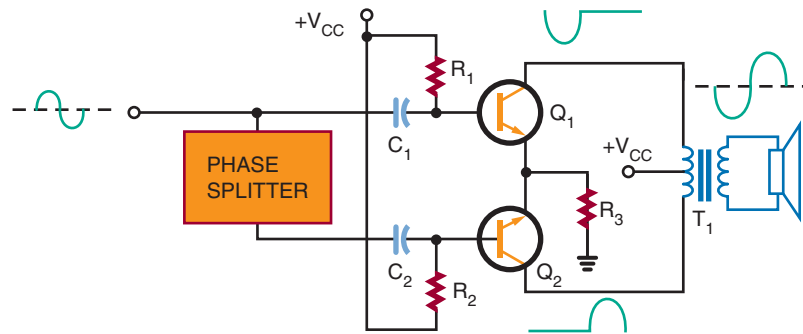 +VCC
R1
Q1
C1
PHASE
SPLITTER
+VCC
R3
T1
C2
Q2
R2